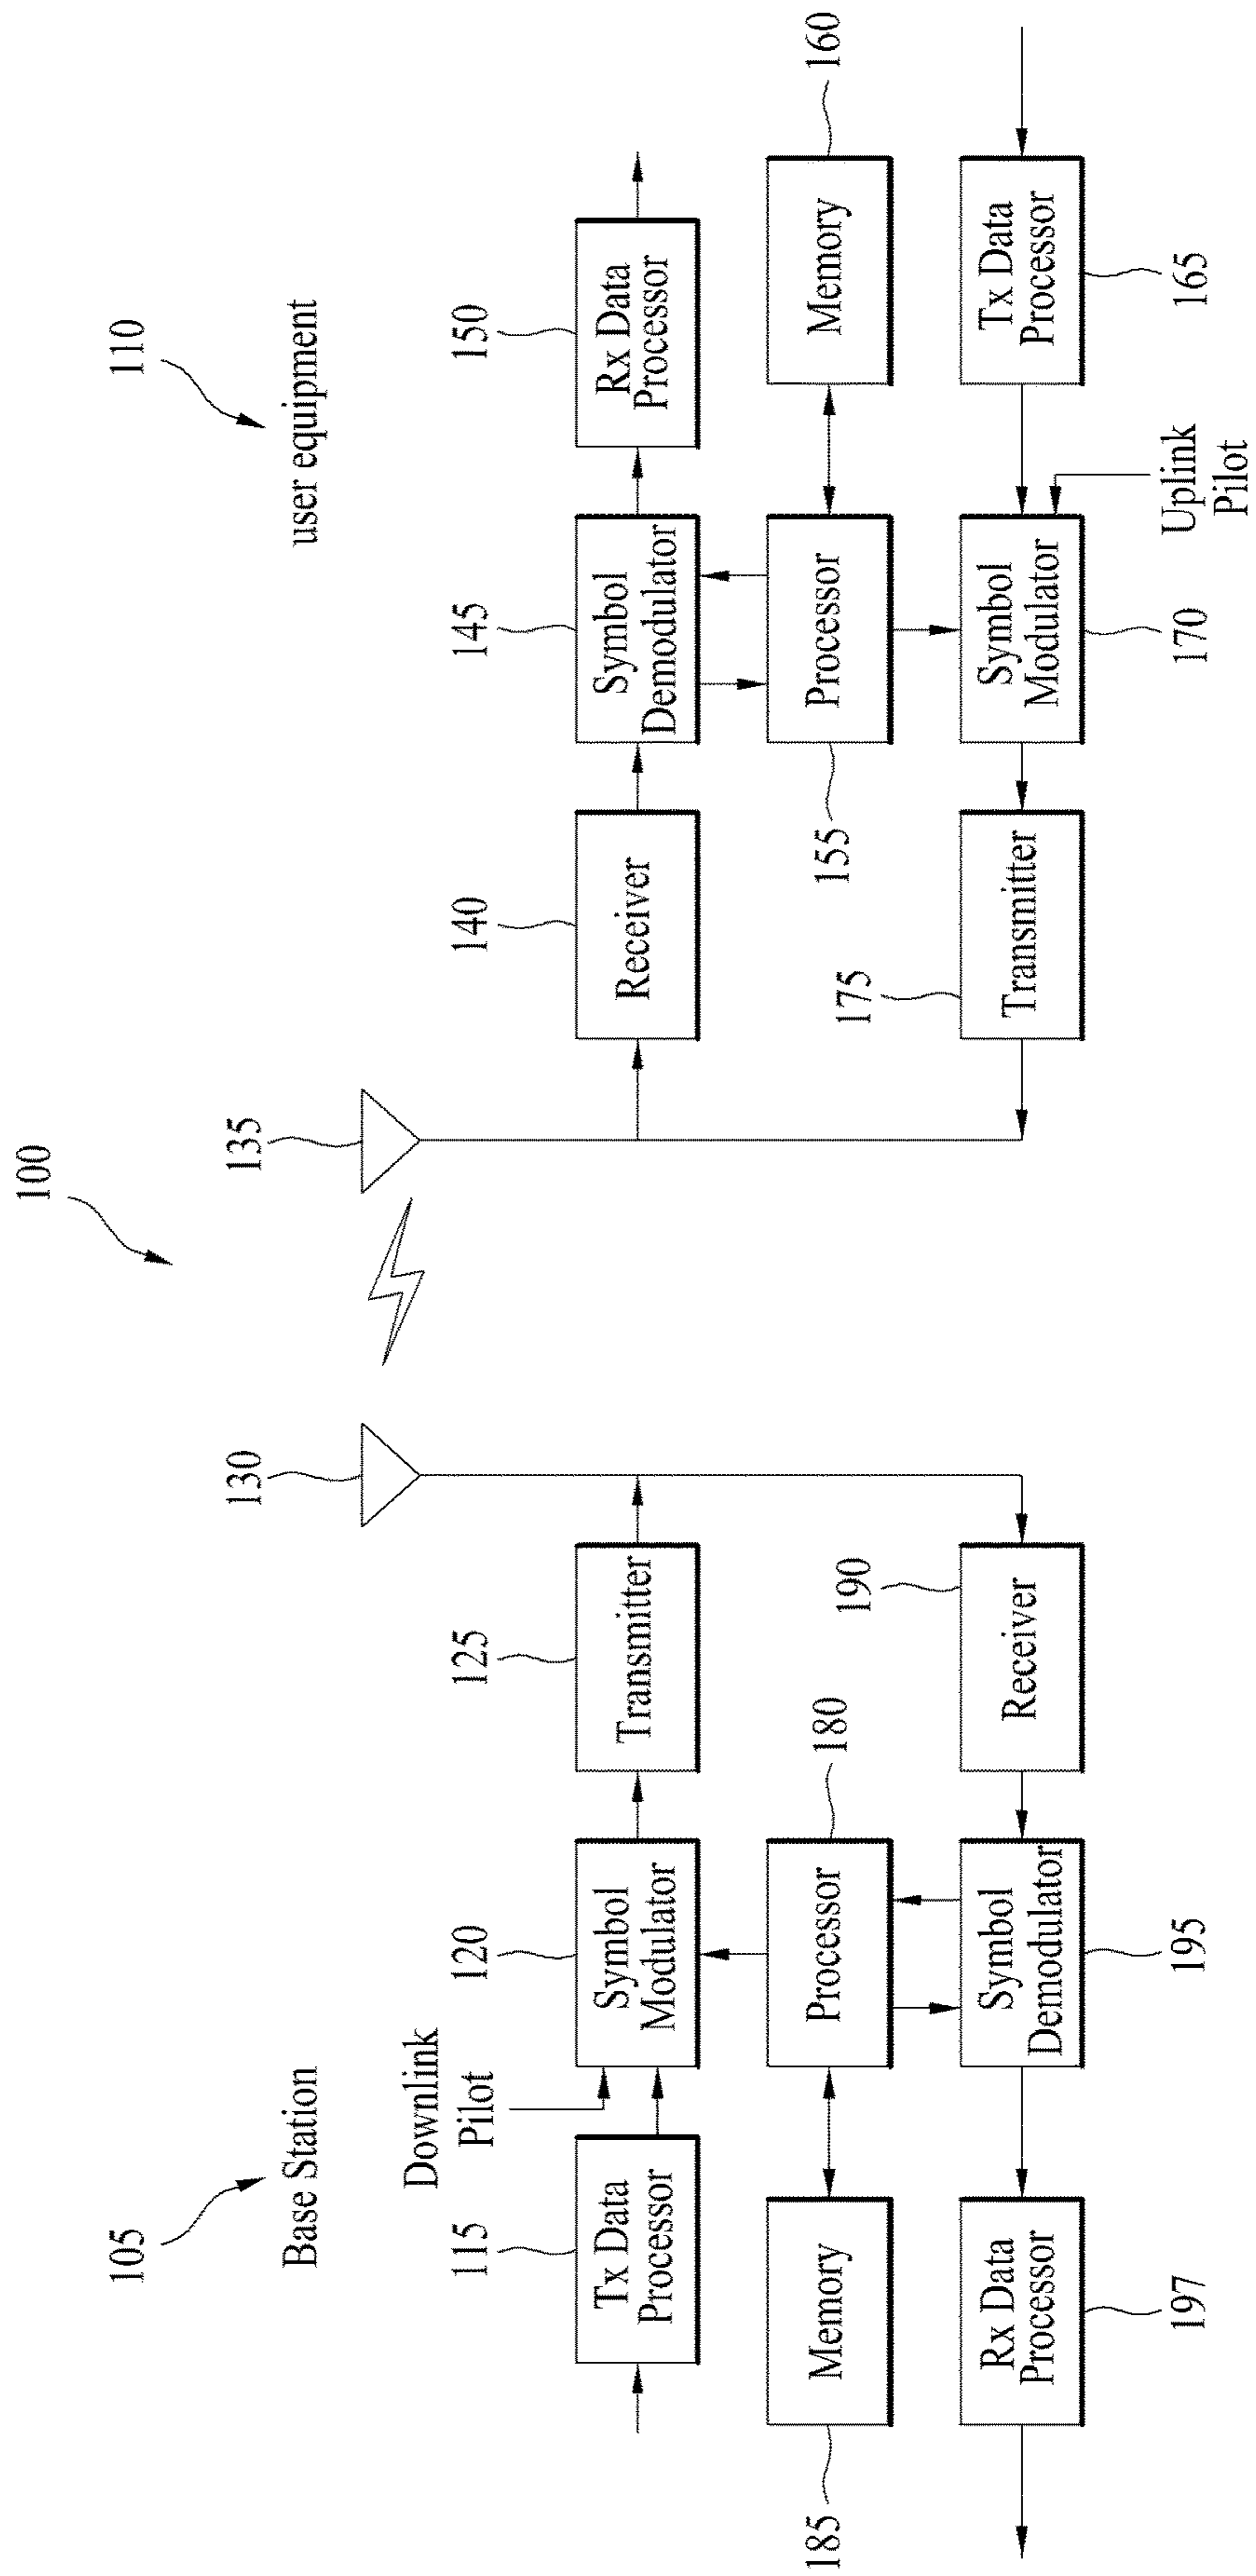 100
105
Base Station
110
user equipment
130
135
Downlink
Pilot
115
Tx Data
Processor
120
Symbol
Modulator
125
Transmitter
140
Receiver
145
Symbol
Demodulator
150
Rx Data
Processor
185
Memory
180
Processor
155
Processor
160
Memory
197
Rx Data
Processor
195
Symbol
Demodulator
190
Receiver
175
Transmitter
170
Symbol
Modulator
Uplink
Pilot
165
Tx Data
Processor